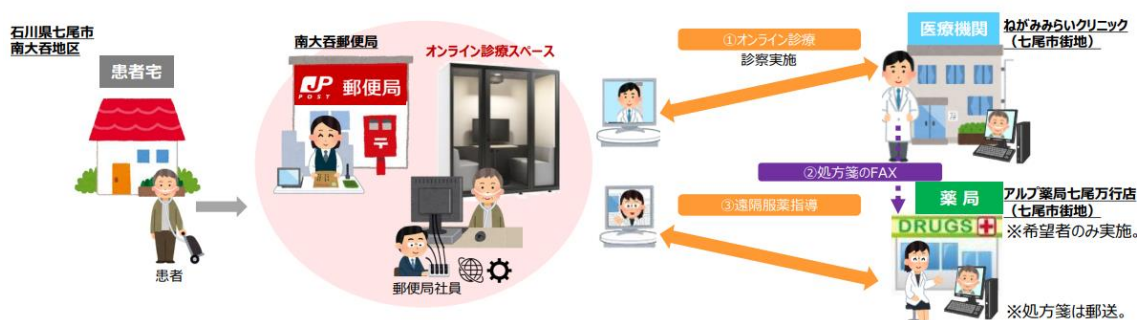 石川県七尾市
南大呑地区
患者宅
患者
南大呑郵便局
オンライン診療スペース
JP
POST
郵便局
〒
郵便局社員
①オンライン診療
診察実施
②処方箋のFAX
③遠隔服薬指導
医療機関
ねがみみらいクリニック
（七尾市街地）
薬局
アルプ薬局七尾万行店
（七尾市街地）
DRUGS
※希望者のみ実施。
※処方箋は郵送。